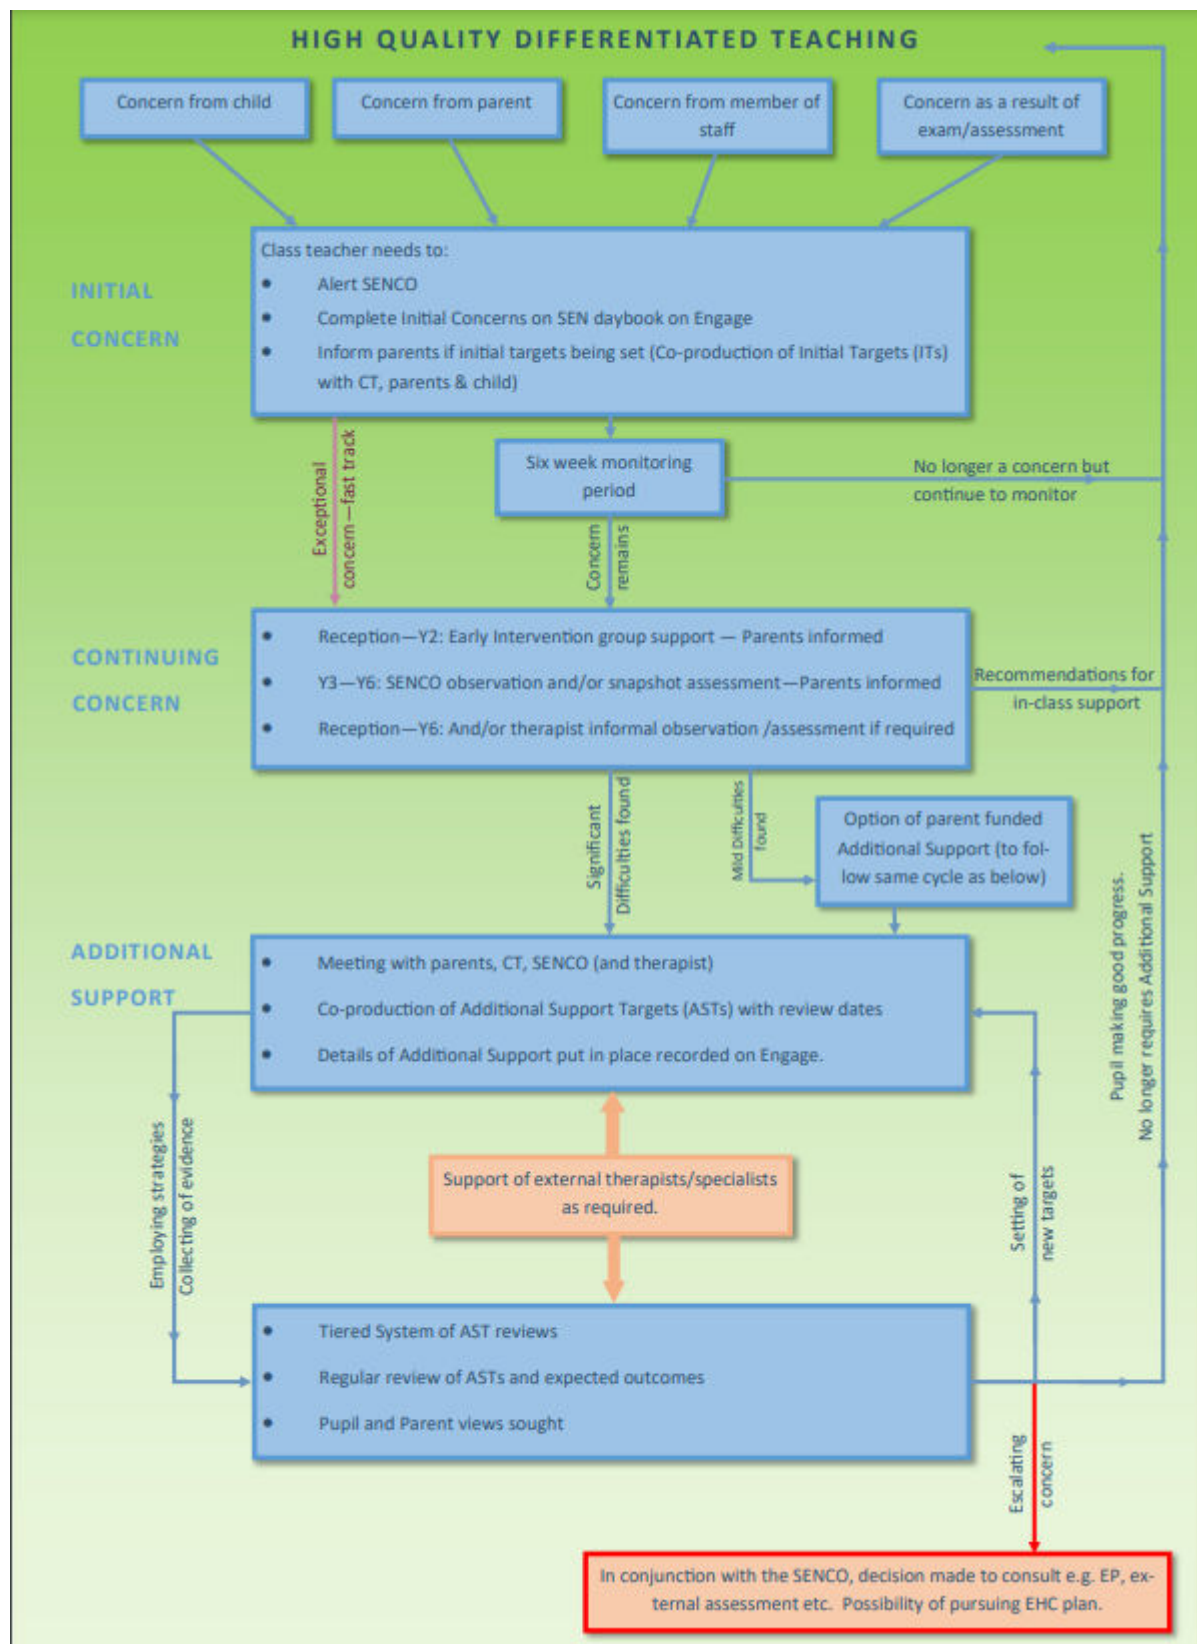 HIGH QUALITY DIFFERENTIATED TEACHING
Concern from child
Concern from parent
Concern from member of
staff
Concern as a result of
exam/assessment
INITIAL
CONCERN
Class teacher needs to:
● Alert SENCO
● Complete Initial Concerns on SEN daybook on Engage
● Inform parents if initial targets being set (Co-production of Initial Targets (ITs)
with CT, parents & child)
Exceptional
concern—fast track
Six week monitoring
period
No longer a concern but
continue to monitor
Concern
remains
CONTINUING
CONCERN
● Reception—Y2: Early Intervention group support — Parents informed
● Y3—Y6: SENCO observation and/or snapshot assessment—Parents informed
● Reception—Y6: And/or therapist informal observation /assessment if required
Recommendations for
in-class support
Significant
Difficulties found
Mild Difficulties
found
Option of parent funded
Additional Support (to fol-
low same cycle as below)
ADDITIONAL
SUPPORT
● Meeting with parents, CT, SENCO (and therapist)
● Co-production of Additional Support Targets (ASTs) with review dates
● Details of Additional Support put in place recorded on Engage.
Pupil making good progress.
No longer requires Additional Support
Employing strategies
Collecting of evidence
Support of external therapists/specialists
as required.
Setting of
new targets
● Tiered System of AST reviews
● Regular review of ASTs and expected outcomes
● Pupil and Parent views sought
Escalating
concern
In conjunction with the SENCO, decision made to consult e.g. EP, ex-
ternal assessment etc. Possibility of pursuing EHC plan.